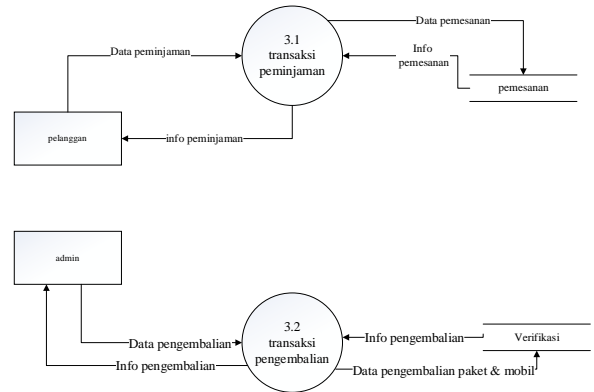 Data pemesanan
3.1
transaksi
peminjaman
Data peminjaman
Info
pemesanan
pemesanan
pelanggan
info peminjaman
admin
3.2
transaksi
pengembalian
Data pengembalian
Info pengembalian
Info pengembalian
Verifikasi
Data pengembalian paket & mobil